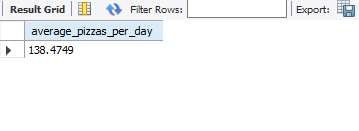 Result Grid Filter Rows: Export:
average_pizzas_per_day
138.4749